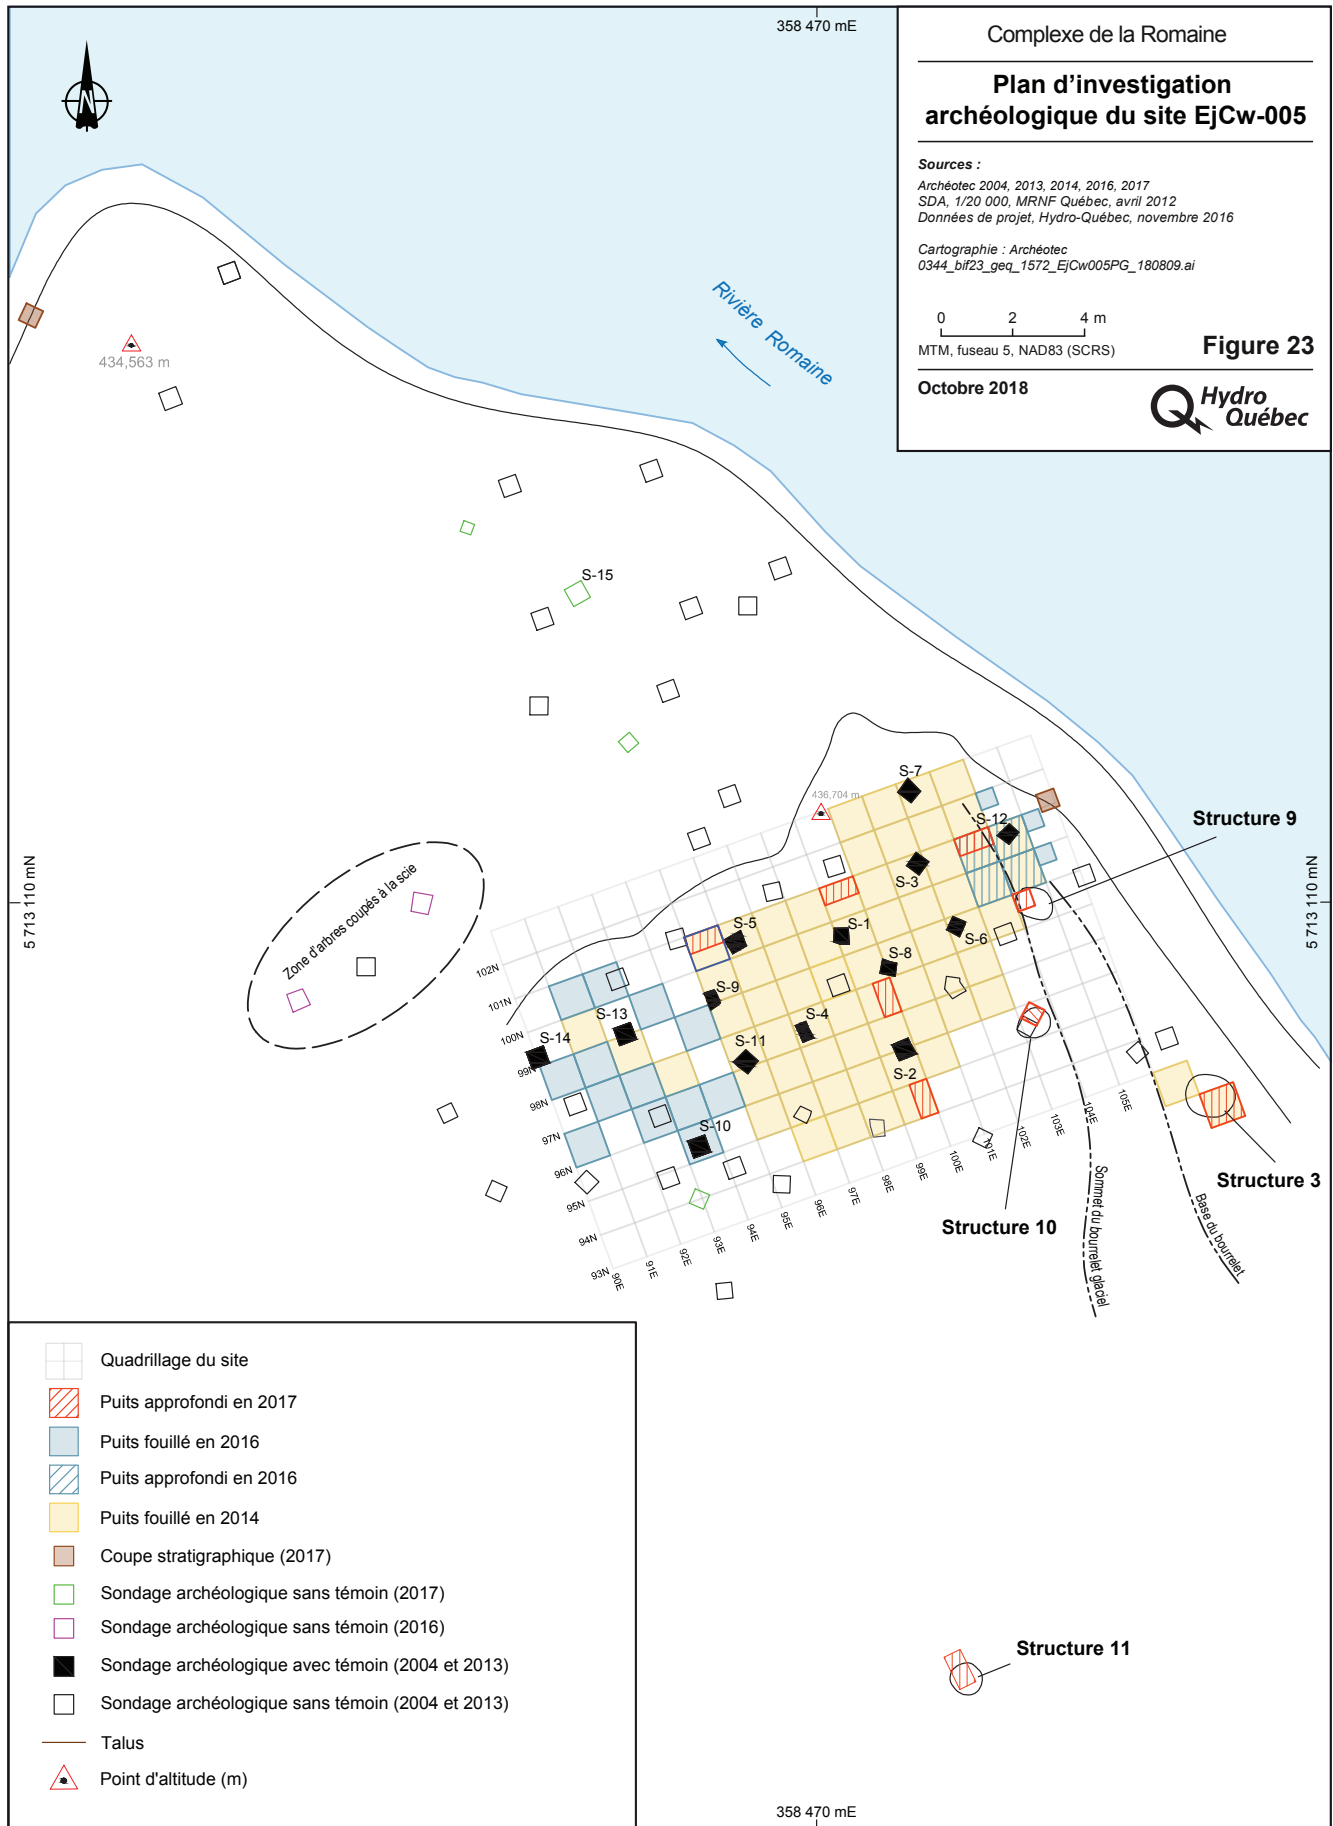 358 470 mE
Complexe de la Romaine
Plan d'investigation
archéologique du site EjCw-005
Sources :
Archéotec 2004, 2013, 2014, 2016, 2017
SDA, 1/20 000, MRNF Québec, avril 2012
Données de projet, Hydro-Québec, novembre 2016
Cartographie : Archéotec
0344_bif23_geq_1572_EjCw005PG_180809.ai
0 2 4 m
MTM, fuseau 5, NAD83 (SCRS)
Figure 23
Octobre 2018
Hydro
Québec
N
Rivière Romaine
434,563 m
S-15
S-7
436,704 m
S-12
Structure 9
S-3
5 713 110 mN
5 713 110 mN
Zone d'arbres coupés à la scie
S-5
S-1
S-6
S-8
S-9
S-13
S-4
S-14
S-11
S-2
S-10
102N
101N
100N
99N
98N
97N
96N
95N
94N
93N
90E
91E
92E
93E
94E
95E
96E
97E
98E
99E
100E
101E
102E
103E
104E
105E
Structure 3
Structure 10
Sommet du bourrelet glaciel
Base du bourrelet
Quadrillage du site
Puits approfondi en 2017
Puits fouillé en 2016
Puits approfondi en 2016
Puits fouillé en 2014
Coupe stratigraphique (2017)
Sondage archéologique sans témoin (2017)
Sondage archéologique sans témoin (2016)
Sondage archéologique avec témoin (2004 et 2013)
Sondage archéologique sans témoin (2004 et 2013)
Talus
Point d'altitude (m)
Structure 11
358 470 mE